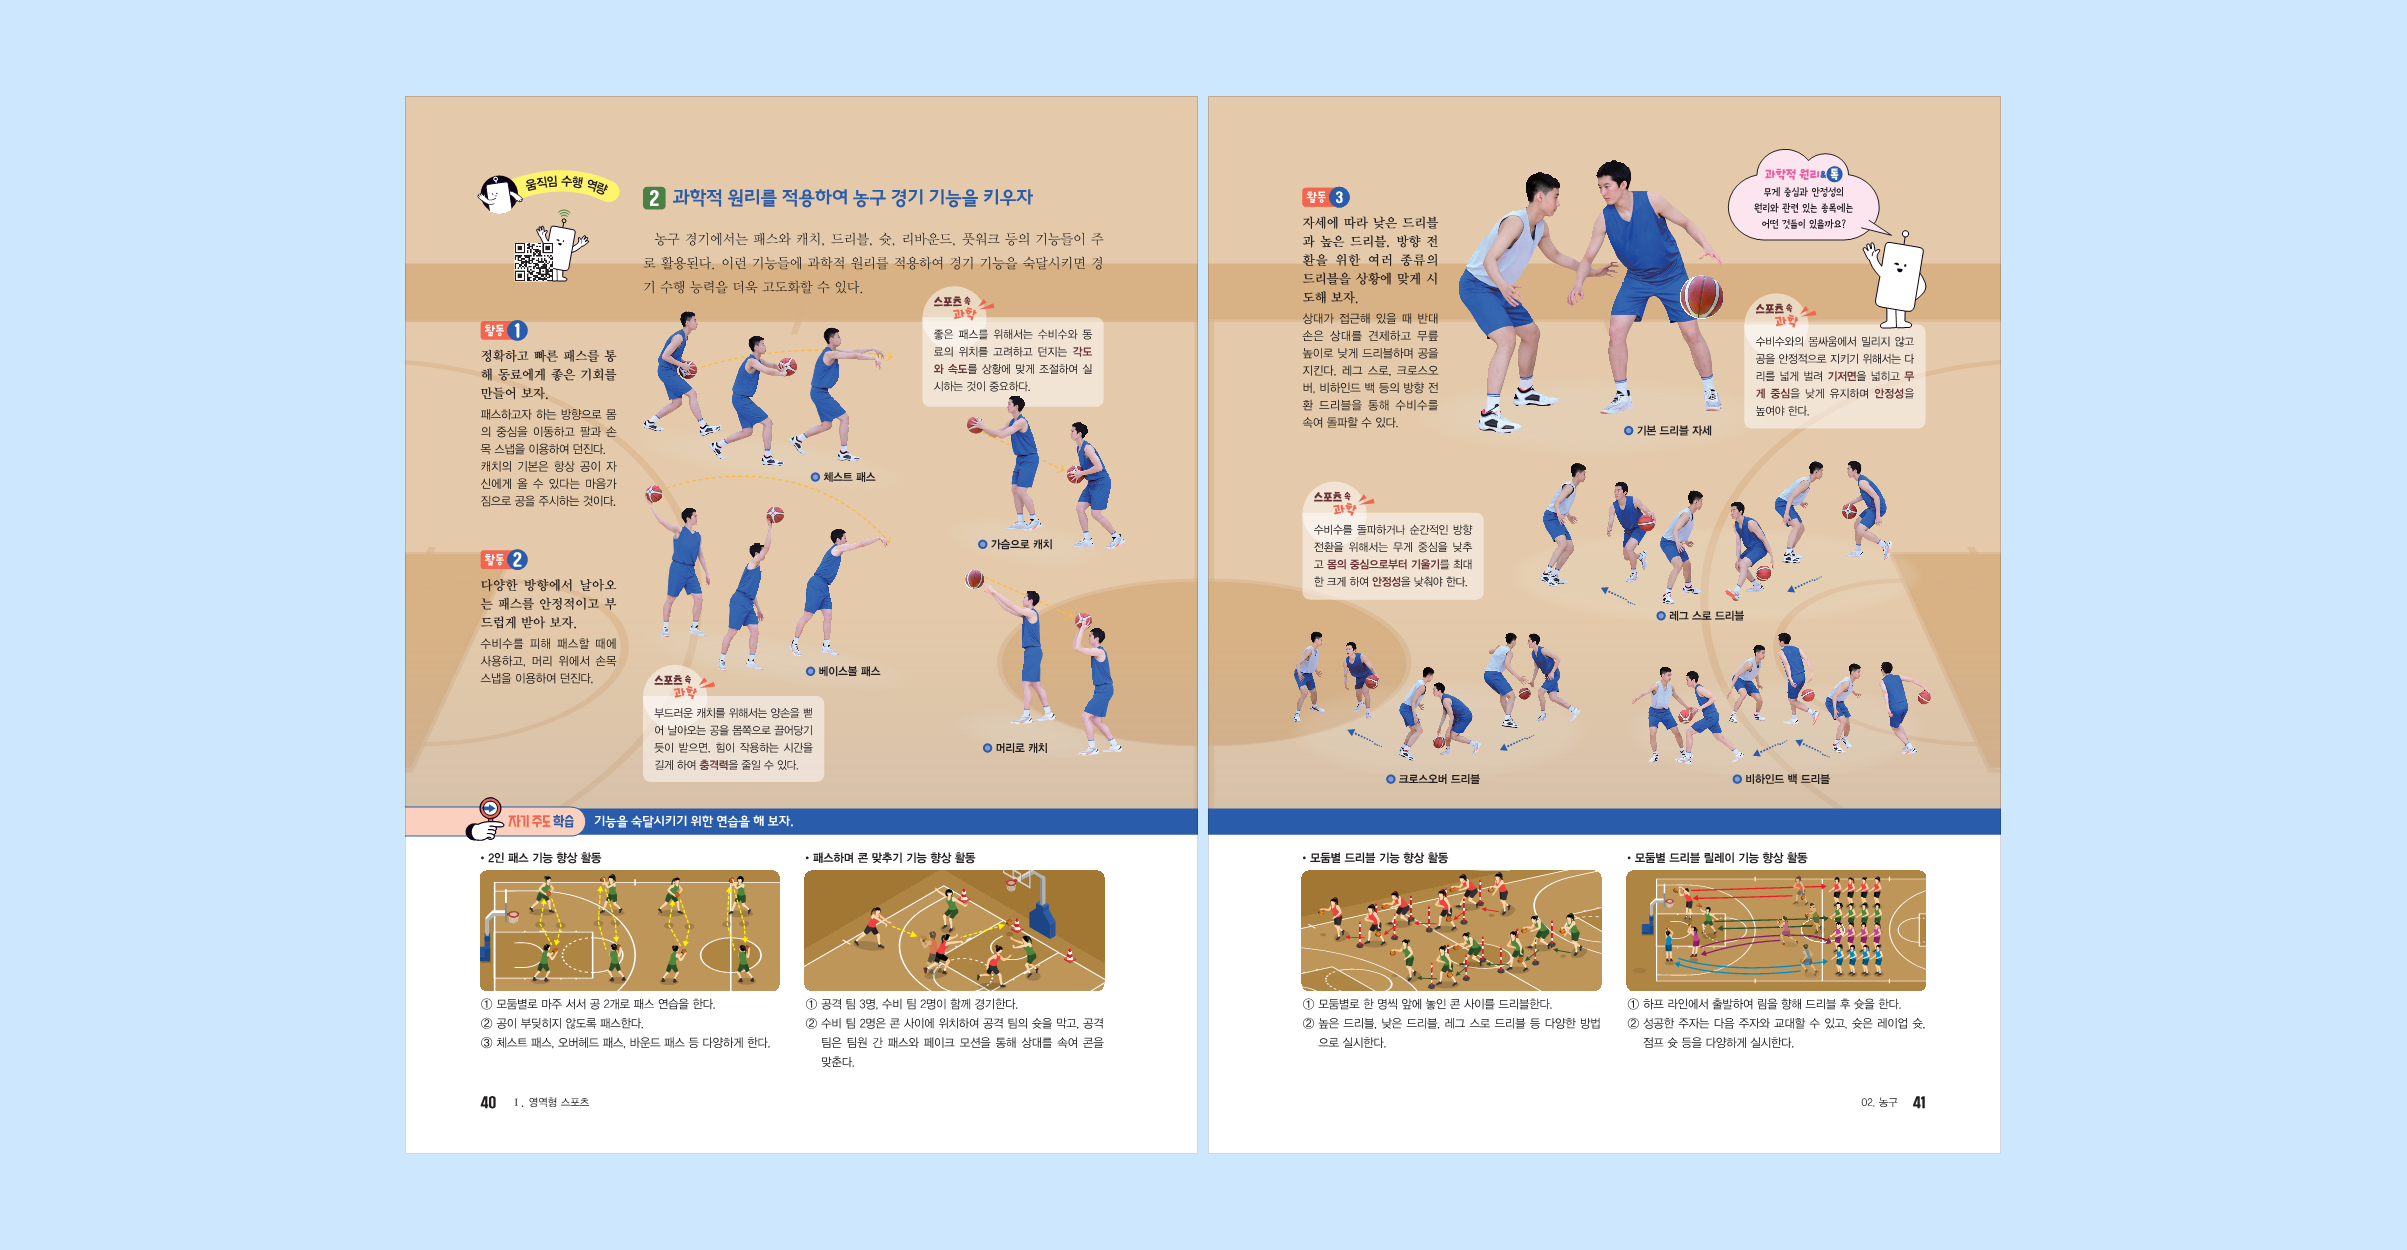 움직임 수행 역량
2 과학적 원리를 적용하여 농구 경기 기능을 키우자
농구 경기에서는 패스와 캐치, 드리블, 슛, 리바운드, 풋워크 등의 기능들이 주
로 활용된다. 이런 기능들에 과학적 원리를 적용하여 경기 기능을 숙달시키면 경
기 수행 능력을 더욱 고도화할 수 있다.
활동 1
정확하고 빠른 패스를 통
해 동료에게 좋은 기회를
만들어 보자.
패스하고자 하는 방향으로 몸
의 중심을 이동하고 팔과 손
목 스냅을 이용하여 던진다.
캐치의 기본은 항상 공이 자
신에게 올 수 있다는 마음가
짐으로 공을 주시하는 것이다.
활동 2
다양한 방향에서 날아오
는 패스를 안정적이고 부
드럽게 받아 보자.
수비수를 피해 패스할 때에
사용하고, 머리 위에서 손목
스냅을 이용하여 던진다.
스포츠 속
과학
좋은 패스를 위해서는 수비수와 동
료의 위치를 고려하고 던지는 각도
와 속도를 상황에 맞게 조절하여 실
시하는 것이 중요하다.
체스트 패스
가슴으로 캐치
베이스볼 패스
머리로 캐치
스포츠 속
과학
부드러운 캐치를 위해서는 양손을 뻗
어 날아오는 공을 몸쪽으로 끌어당기
듯이 받으면, 힘이 작용하는 시간을
길게 하여 충격력을 줄일 수 있다.
자기 주도 학습 기능을 숙달시키기 위한 연습을 해 보자.
• 2인 패스 기능 향상 활동
① 모둠별로 마주 서서 공 2개로 패스 연습을 한다.
② 공이 부딪히지 않도록 패스한다.
③ 체스트 패스, 오버헤드 패스, 바운드 패스 등 다양하게 한다.
• 패스하며 콘 맞추기 기능 향상 활동
① 공격 팀 3명, 수비 팀 2명이 함께 경기한다.
② 수비 팀 2명은 콘 사이에 위치하여 공격 팀의 슛을 막고, 공격
팀은 팀원 간 패스와 페이크 모션을 통해 상대를 속여 콘을
맞춘다.
40 Ⅰ. 영역형 스포츠
활동 3
자세에 따라 낮은 드리블
과 높은 드리블, 방향 전
환을 위한 여러 종류의
드리블을 상황에 맞게 시
도해 보자.
상대가 접근해 있을 때 반대
손은 상대를 견제하고 무릎
높이로 낮게 드리블하며 공을
지킨다. 레그 스로, 크로스오
버, 비하인드 백 등의 방향 전
환 드리블을 통해 수비수를
속여 돌파할 수 있다.
과학적 원리&톡
무게 중심과 안정성의
원리와 관련 있는 종목에는
어떤 것들이 있을까요?
스포츠 속
과학
수비수와의 몸싸움에서 밀리지 않고
공을 안정적으로 지키기 위해서는 다
리를 넓게 벌려 기저면을 넓히고 무
게 중심을 낮게 유지하며 안정성을
높여야 한다.
기본 드리블 자세
스포츠 속
과학
수비수를 돌파하거나 순간적인 방향
전환을 위해서는 무게 중심을 낮추
고 몸의 중심으로부터 기울기를 최대
한 크게 하여 안정성을 낮춰야 한다.
레그 스로 드리블
크로스오버 드리블
비하인드 백 드리블
• 모둠별 드리블 기능 향상 활동
① 모둠별로 한 명씩 앞에 놓인 콘 사이를 드리블한다.
② 높은 드리블, 낮은 드리블, 레그 스로 드리블 등 다양한 방법
으로 실시한다.
• 모둠별 드리블 릴레이 기능 향상 활동
① 하프 라인에서 출발하여 림을 향해 드리블 후 슛을 한다.
② 성공한 주자는 다음 주자와 교대할 수 있고, 슛은 레이업 슛,
점프 슛 등을 다양하게 실시한다.
02. 농구 41